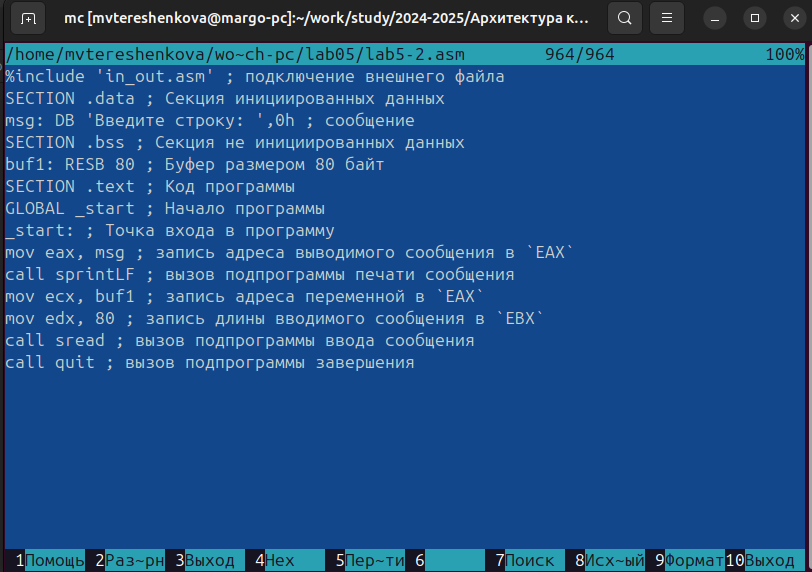 mc [mvtereshenkova@margo-pc]:~/work/study/2024-2025/Архитектура к...
/home/mvtereshenkova/wo~ch-pc/lab05/lab5-2.asm 964/964 100%
%include 'in_out.asm' ; подключение внешнего файла
SECTION .data ; Секция инициированных данных
msg: DB 'Введите строку: ',0h ; сообщение
SECTION .bss ; Секция не инициированных данных
buf1: RESB 80 ; Буфер размером 80 байт
SECTION .text ; Код программы
GLOBAL _start ; Начало программы
_start: ; Точка входа в программу
mov eax, msg ; запись адреса выводимого сообщения в `EAX`
call sprintLF ; вызов подпрограммы печати сообщения
mov ecx, buf1 ; запись адреса переменной в `EAX`
mov edx, 80 ; запись длины вводимого сообщения в `EBX`
call sread ; вызов подпрограммы ввода сообщения
call quit ; вызов подпрограммы завершения
1Помощь 2Раз~рн 3Выход 4Hex 5Пер~ти 6 7Поиск 8Исх~ый 9Формат 10Выход